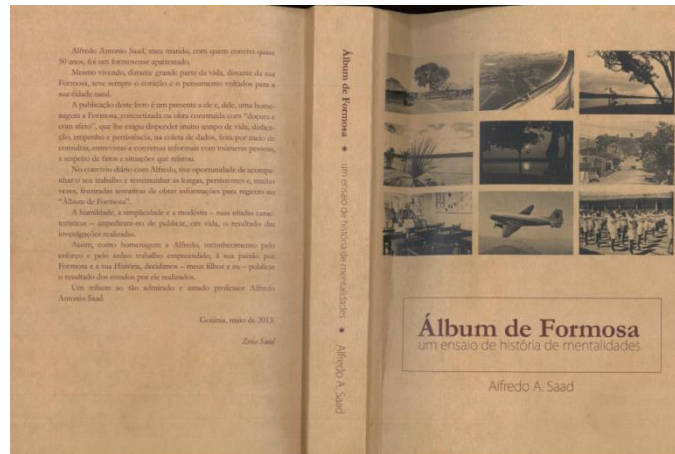 Alfredo Antonio Saad, meu marido, com quem convivi quase
50 anos, foi um formosense apaixonado.
Mesmo vivendo, durante grande parte da vida, distante da sua
Formosa, teve sempre o coração e o pensamento voltados para a
sua cidade natal.
A publicação deste livro é um presente a ele e, dele, uma home-
nagem a Formosa, concretizada na obra construída com "doçura e
com afeto", que lhe exigiu dispender muito tempo de vida, dedica-
ção, empenho e persistência, na coleta de dados, feita por meio de
consultas, entrevistas e conversas informais com inúmeras pessoas,
a respeito de fatos e situações que relatou.
No convívio diário com Alfredo, tive oportunidade de acompa-
nhar o seu trabalho e testemunhar as longas, persistentes e, muitas
vezes, frustradas tentativas de obter informações para registro no
"Álbum de Formosa".
A humildade, a simplicidade e a modéstia – suas natas carac-
terísticas – impediram-no de publicar, em vida, o resultado das
investigações realizadas.
Assim, como homenagem a Alfredo, reconhecimento pelo
esforço e pelo árduo trabalho empreendido, à sua paixão por
Formosa e a sua História, decidimos – meus filhos e eu – publicar
o resultado dos estudos por ele realizados.
Um tributo ao tão admirado e amado professor Alfredo
Antonio Saad.
Goiânia, maio de 2013.
Zena Saad
Álbum de Formosa * um ensaio de história de mentalidades * Alfredo A. Saad
Álbum de Formosa
um ensaio de história de mentalidades
Alfredo A. Saad